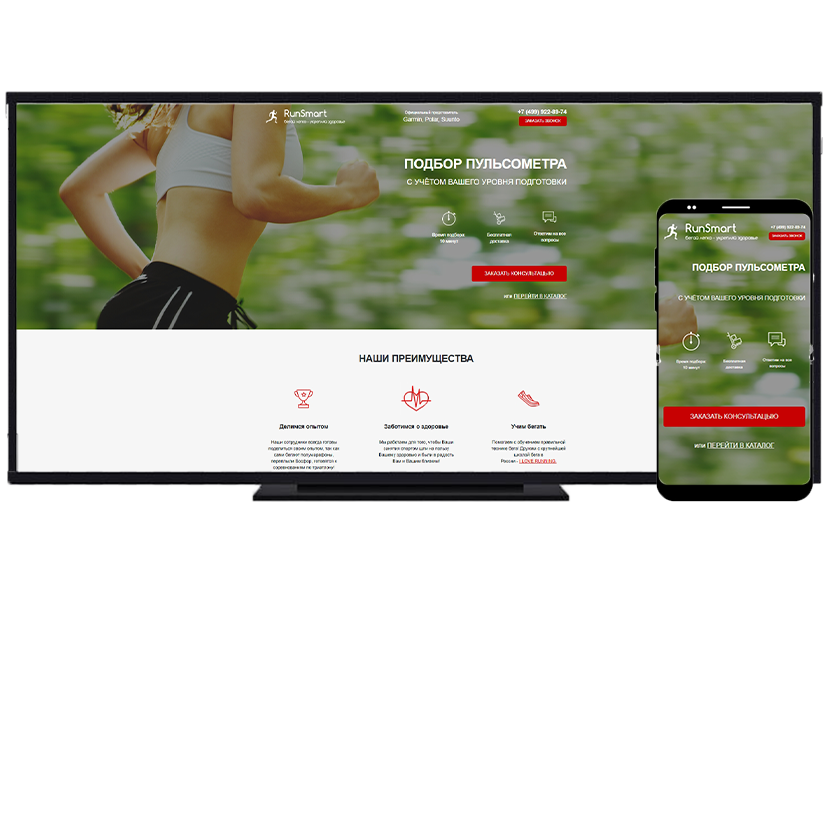 RunSmart
бегай легко - укрепляй здоровье
Официальный представитель
Garmin, Polar, Suunto
+7 (499) 922-89-74
ЗАКАЗАТЬ ЗВОНОК
ПОДБОР ПУЛЬСОМЕТРА
С УЧЁТОМ ВАШЕГО УРОВНЯ ПОДГОТОВКИ
Время подбора
10 минут
Бесплатная
доставка
Ответим на все
вопросы
ЗАКАЗАТЬ КОНСУЛЬТАЦЫЮ
или ПЕРЕЙТИ В КАТАЛОГ
НАШИ ПРЕИМУЩЕСТВА
Делимся опытом
Наши сотрудники всегда готовы
поделиться своим опытом, так как
сами бегают полумарафоны,
переплыли Босфор, готовятся к
соревнованиям по триатлону!
Заботимся о здоровье
Мы работаем для того, чтобы Ваши
занятия спортом шли на пользу
Вашему здоровью и были в радость
Вам и Вашим близким!
Учим бегать
Помогаем с обучением правильной
технике бега! Дружим с крупнейшей
школой бега в
России - I LOVE RUNNING.
RunSmart
бегай легко - укрепляй здоровье
+7 (499) 922-89-74
ЗАКАЗАТЬ ЗВОНОК
ПОДБОР ПУЛЬСОМЕТРА
С УЧЁТОМ ВАШЕГО УРОВНЯ ПОДГОТОВКИ
Время подбора
10 минут
Бесплатная
доставка
Ответим на все
вопросы
ЗАКАЗАТЬ КОНСУЛЬТАЦЫЮ
или ПЕРЕЙТИ В КАТАЛОГ